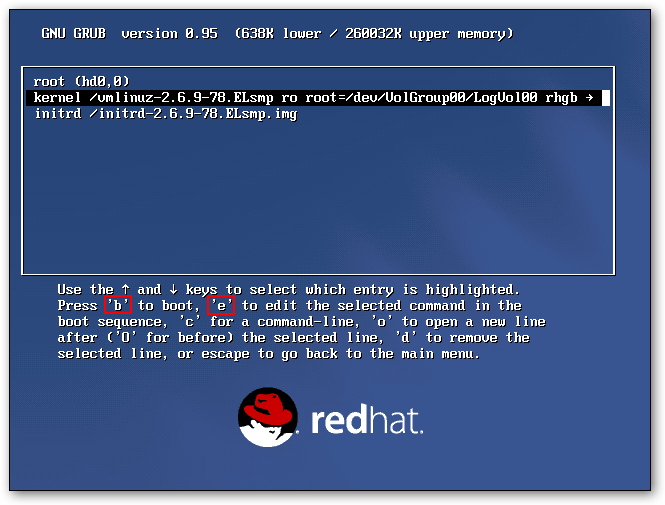 GNU GRUB version 0.95 (638K lower / 260032K upper memory)
root (hd0,0)
kernel /vmlinuz-2.6.9-78.ELsmp ro root=/dev/VolGroup00/LogVol00 rhgb →
initrd /initrd-2.6.9-78.ELsmp.img
Use the ↑ and ↓ keys to select which entry is highlighted.
Press 'b' to boot, 'e' to edit the selected command in the
boot sequence, 'c' for a command-line, 'o' to open a new line
after ('O' for before) the selected line, 'd' to remove the
selected line, or escape to go back to the main menu.
redhat.